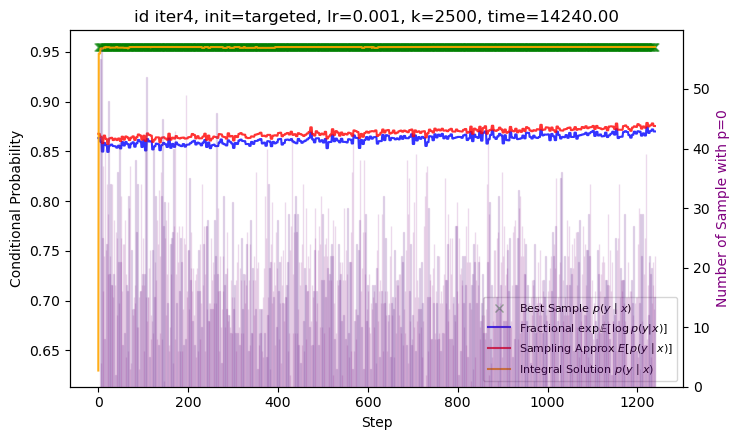 id iter4, init=targeted, lr=0.001, k=2500, time=14240.00
Conditional Probability
0.95
0.90
0.85
0.80
0.75
0.70
0.65
50
40
30
20
10
0
Number of Sample with p=0
Best Sample p(y | x)
Fractional exp𝔼[log p(y|x)]
Sampling Approx E[p(y | x)]
Integral Solution p(y | x)
0 200 400 600 800 1000 1200
Step